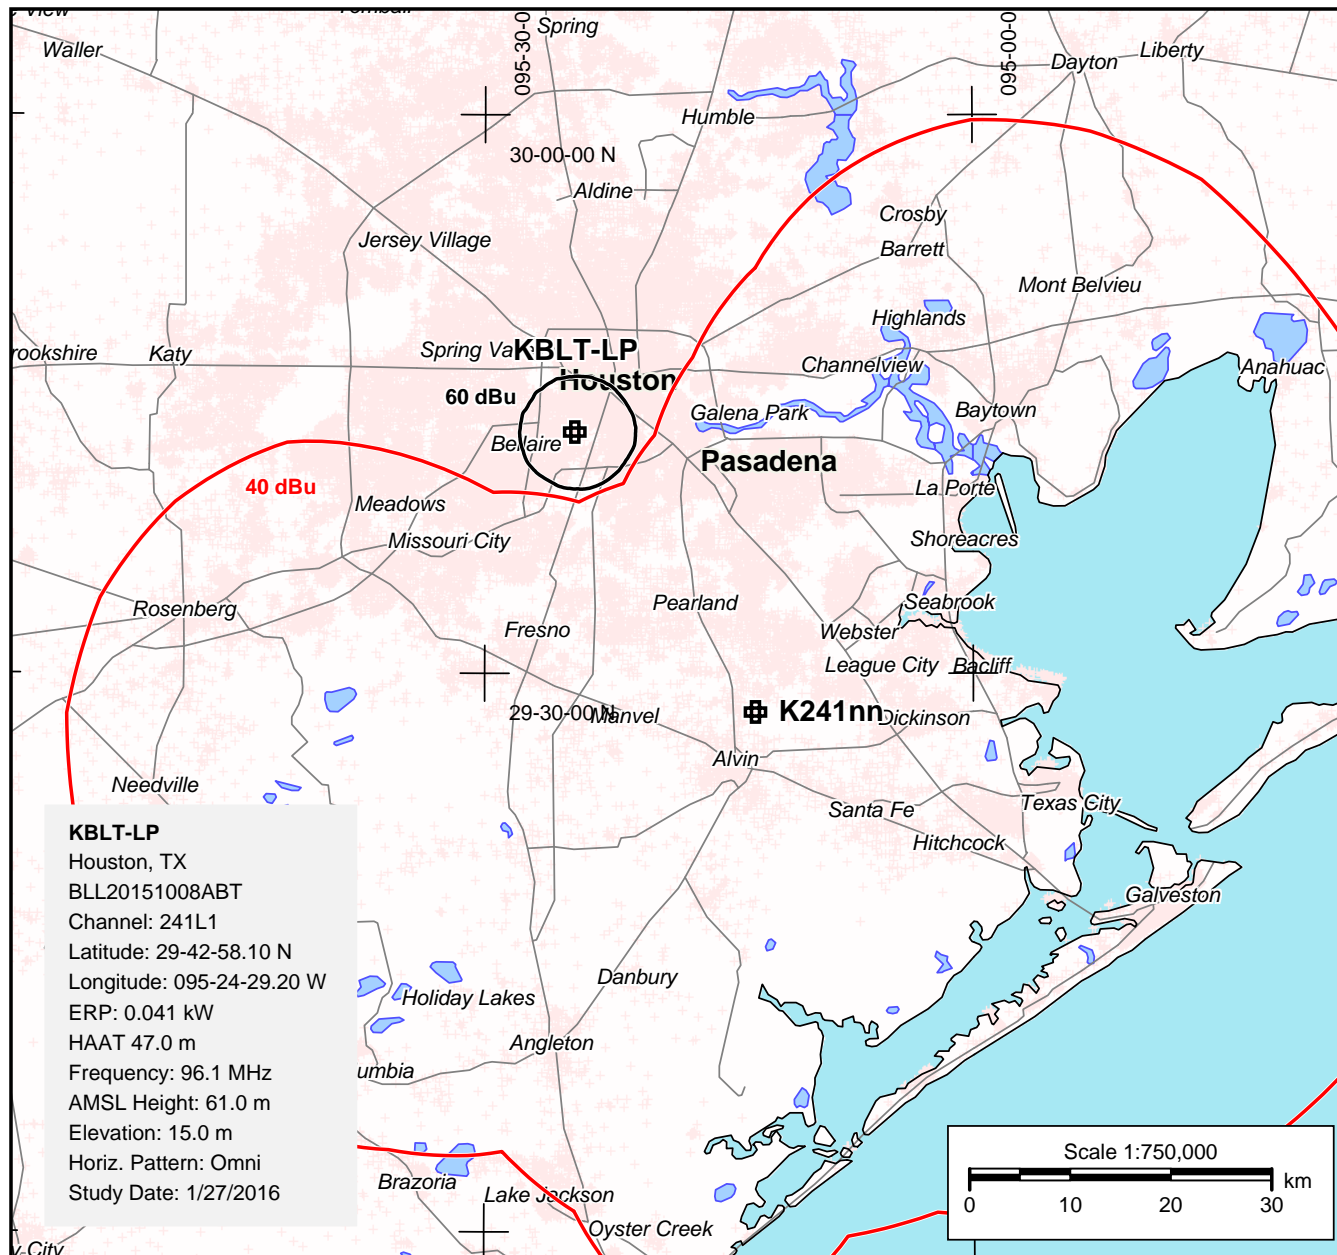 Spring
Waller
095-30-0
095-00-0
Liberty
Dayton
Humble
30-00-00 N
Aldine
Crosby
Jersey Village
Barrett
Mont Belvieu
Highlands
rookshire
Katy
Spring Va
KBLT-LP
Houston
Channelview
Anahuac
60 dBu
Galena Park
Baytown
Bellaire
Pasadena
40 dBu
La Porte
Meadows
Missouri City
Shoreacres
Rosenberg
Pearland
Seabrook
Fresno
Webster
League City
Bacliff
29-30-00 N
Manvel
K241nn
Dickinson
Alvin
Needville
Santa Fe
Texas City
Hitchcock
Galveston
KBLT-LP
Houston, TX
BLL20151008ABT
Channel: 241L1
Latitude: 29-42-58.10 N
Longitude: 095-24-29.20 W
ERP: 0.041 kW
HAAT 47.0 m
Frequency: 96.1 MHz
AMSL Height: 61.0 m
Elevation: 15.0 m
Horiz. Pattern: Omni
Study Date: 1/27/2016
Danbury
Holiday Lakes
Angleton
umbia
Brazoria
Lake Jackson
Oyster Creek
y City
Scale 1:750,000
km
0 10 20 30